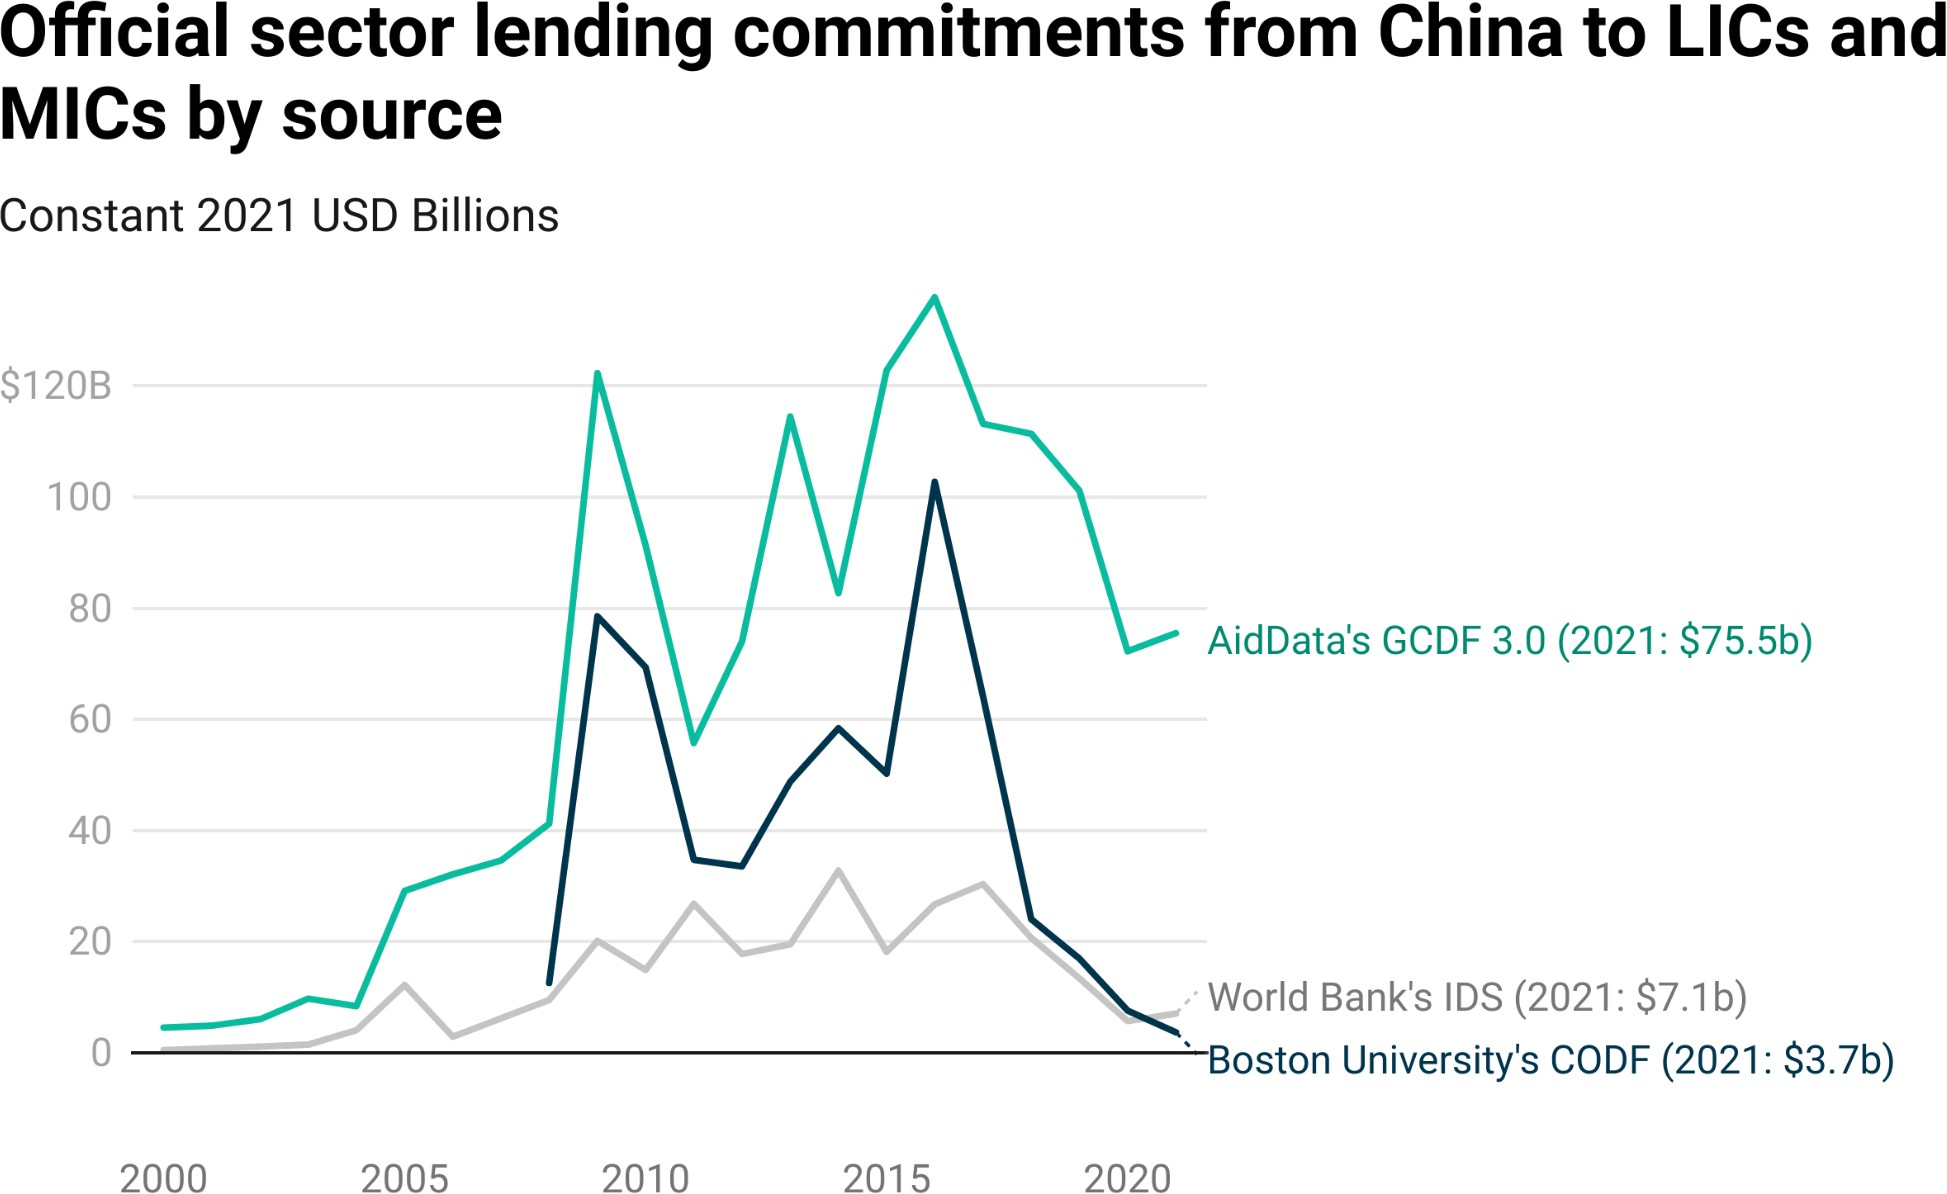 Official sector lending commitments from China to LICs and
MICs by source
Constant 2021 USD Billions
$120B
100
80
60
40
20
0
AidData's GCDF 3.0 (2021: $75.5b)
World Bank's IDS (2021: $7.1b)
Boston University's CODF (2021: $3.7b)
2000 2005 2010 2015 2020